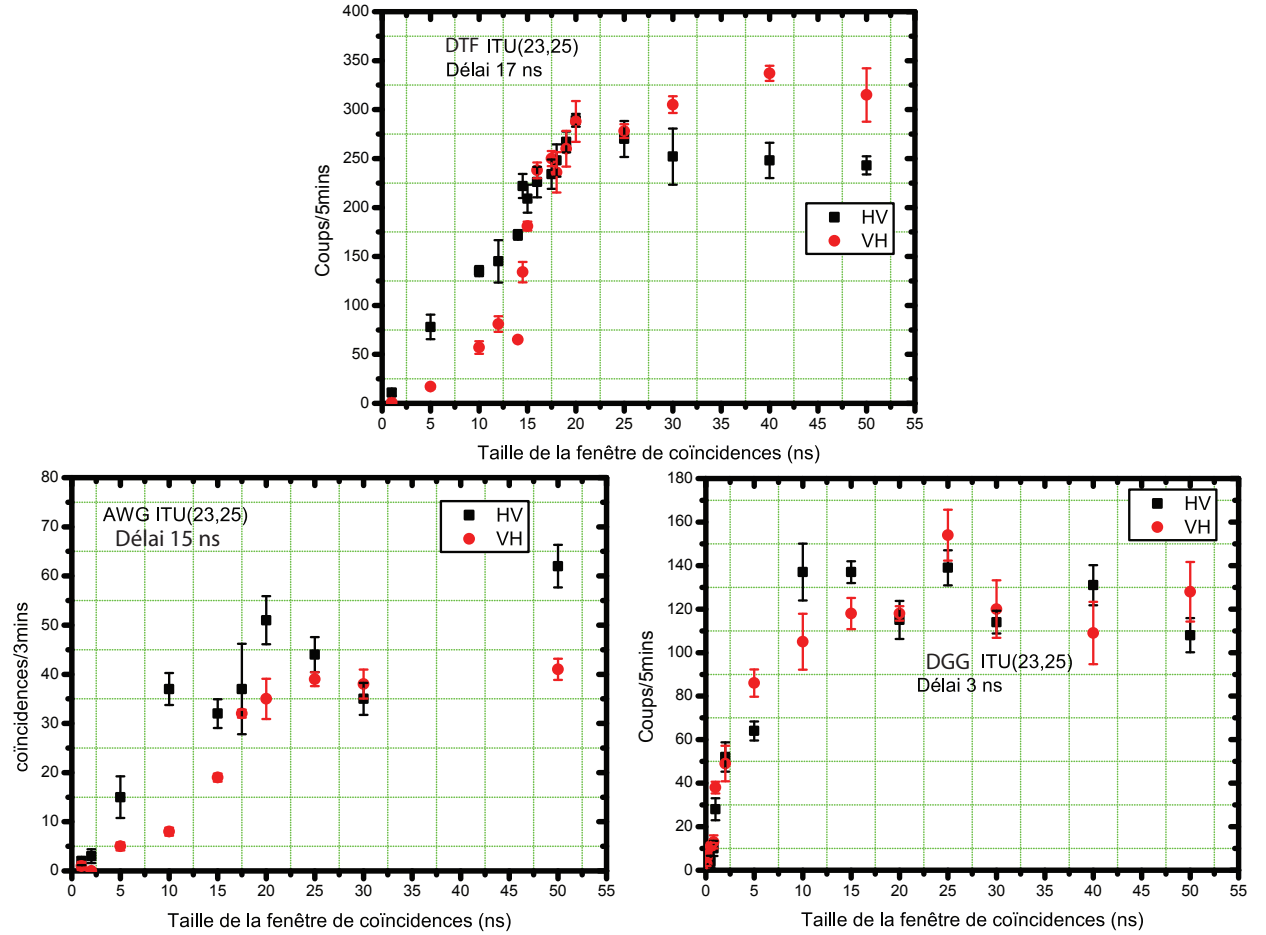 400
350
300
250
200
150
100
50
0
Coups/5mins
DTF ITU(23,25)
Délai 17 ns
HV
VH
0 5 10 15 20 25 30 35 40 45 50 55
Taille de la fenêtre de coïncidences (ns)
80
70
60
50
40
30
20
10
0
coïncidences/3mins
AWG ITU(23,25)
Délai 15 ns
HV
VH
0 5 10 15 20 25 30 35 40 45 50 55
Taille de la fenêtre de coïncidences (ns)
180
160
140
120
100
80
60
40
20
0
Coups/5mins
HV
VH
DGG ITU(23,25)
Délai 3 ns
0 5 10 15 20 25 30 35 40 45 50 55
Taille de la fenêtre de coïncidences (ns)